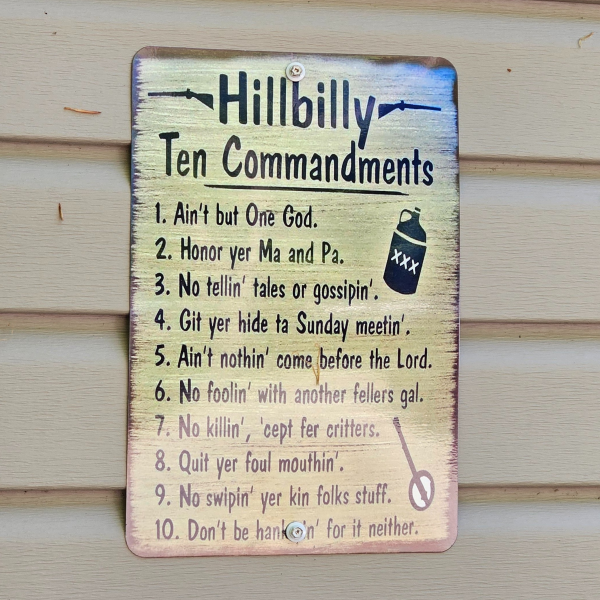 Hillbilly
Ten Commandments
1. Ain't but One God.
2. Honor yer Ma and Pa.
XXX
3. No tellin' tales or gossipin'.
4. Git yer hide ta Sunday meetin'.
5. Ain't nothin' come before the Lord.
6. No foolin' with another fellers gal.
7. No killin', 'cept fer critters.
8. Quit yer foul mouthin'.
9. No swipin' yer kin folks stuff.
10. Don't be for it neither.